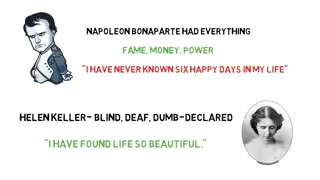 NAPOLEON BONAPARTE HAD EVERYTHING
FAME, MONEY, POWER
"I HAVE NEVER KNOWN SIX HAPPY DAYS IN MY LIFE"
HELEN KELLER- BLIND, DEAF, DUMB-DECLARED
"I HAVE FOUND LIFE SO BEAUTIFUL."